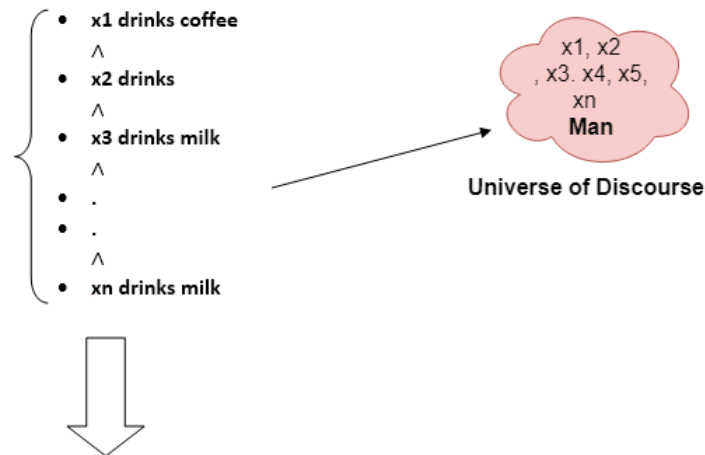 • x1 drinks coffee
∧
• x2 drinks
∧
• x3 drinks milk
∧
• .
• .
∧
• xn drinks milk
x1, x2
, x3. x4, x5,
xn
Man
Universe of Discourse